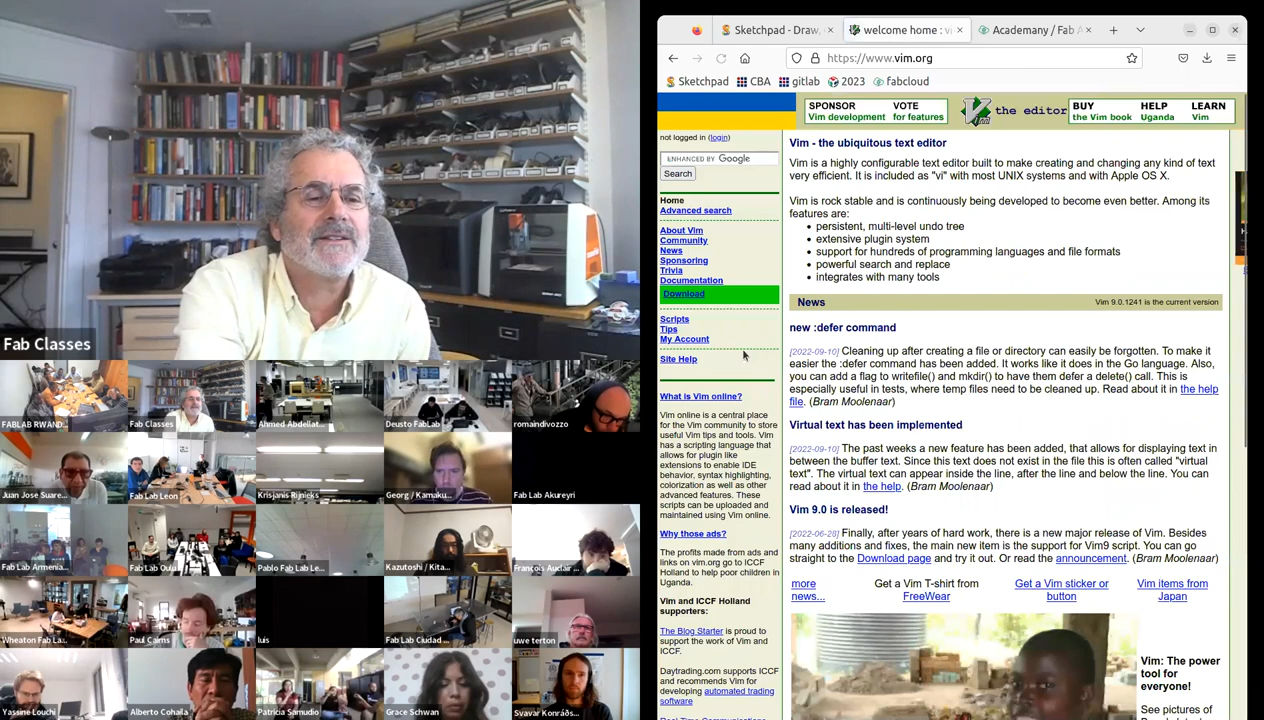 Fab Classes
FABLAB RWAND...
Fab Classes
Ahmed Abdellat...
Deusto FabLab
romaindivozzo
Juan Jose Suare...
Fab Lab Leon
Krisjanis Rijnieks
Georg / Kamaku...
Fab Lab Akureyri
Fab Lab Armenia...
Fab Lab Oulu
Pablo Fab Lab Le...
Kazutoshi / Kita...
François Auclair ...
Wheaton Fab La...
Paul Cairns
luis
Fab Lab Ciudad ...
uwe terton
Yassine Louchi
Alberto Cohaila
Patricia Samudio
Grace Schwan
Svavar Konráðs...
Sketchpad - Draw,
welcome home : vi
Academany / Fab A
https://www.vim.org
Sketchpad
CBA
gitlab
2023
fabcloud
SPONSOR
Vim development
VOTE
for features
the editor
BUY
the Vim book
HELP
Uganda
LEARN
Vim
not logged in (login)
ENHANCED BY Google
Search
Home
Advanced search
About Vim
Community
News
Sponsoring
Trivia
Documentation
Download
Scripts
Tips
My Account
Site Help
What is Vim online?
Vim online is a central place
for the Vim community to store
useful Vim tips and tools. Vim
has a scripting language that
allows for plugin like
extensions to enable IDE
behavior, syntax highlighting,
colorization as well as other
advanced features. These
scripts can be uploaded and
maintained using Vim online.
Why those ads?
The profits made from ads and
links on vim.org go to ICCF
Holland to help poor children in
Uganda.
Vim and ICCF Holland
supporters:
The Blog Starter is proud to
support the work of Vim and
ICCF.
Daytrading.com supports ICCF
and recommends Vim for
developing automated trading
software
Vim - the ubiquitous text editor
Vim is a highly configurable text editor built to make creating and changing any kind of text
very efficient. It is included as "vi" with most UNIX systems and with Apple OS X.
Vim is rock stable and is continuously being developed to become even better. Among its
features are:
• persistent, multi-level undo tree
• extensive plugin system
• support for hundreds of programming languages and file formats
• powerful search and replace
• integrates with many tools
News
Vim 9.0.1241 is the current version
new :defer command
[2022-09-10] Cleaning up after creating a file or directory can easily be forgotten. To make it
easier the :defer command has been added. It works like it does in the Go language. Also,
you can add a flag to writefile() and mkdir() to have them defer a delete() call. This is
especially useful in tests, where temp files need to be cleaned up. Read about it in the help
file. (Bram Moolenaar)
Virtual text has been implemented
[2022-09-10] The past weeks a new feature has been added, that allows for displaying text in
between the buffer text. Since this text does not exist in the file this is often called "virtual
text". The virtual text can appear inside the line, after the line and below the line. You can
read about it in the help. (Bram Moolenaar)
Vim 9.0 is released!
[2022-06-28] Finally, after years of hard work, there is a new major release of Vim. Besides
many additions and fixes, the main new item is the support for Vim9 script. You can go
straight to the Download page and try it out. Or read the announcement. (Bram Moolenaar)
more
news...
Get a Vim T-shirt from
FreeWear
Get a Vim sticker or
button
Vim items from
Japan
Vim: The power
tool for
everyone!
See pictures of